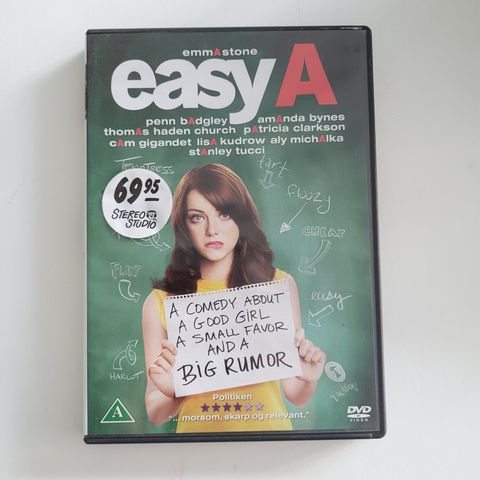 emmAstone
easy A
penn bAdgley amAnda bynes
thomAs haden church pAtricia clarkson
cAm gigandet lisA kudrow aly michAlka
stAnley tucci
TEMPTRESS
tart
floozy
69.95
STEREO
STUDIO
CHEAP
FLIRT
easy
A COMEDY ABOUT
A GOOD GIRL
A SMALL FAVOR
AND A
BIG RUMOR
HARLOT
Politiken
"... morsom, skarp og relevant."
A
DVD
VIDEO